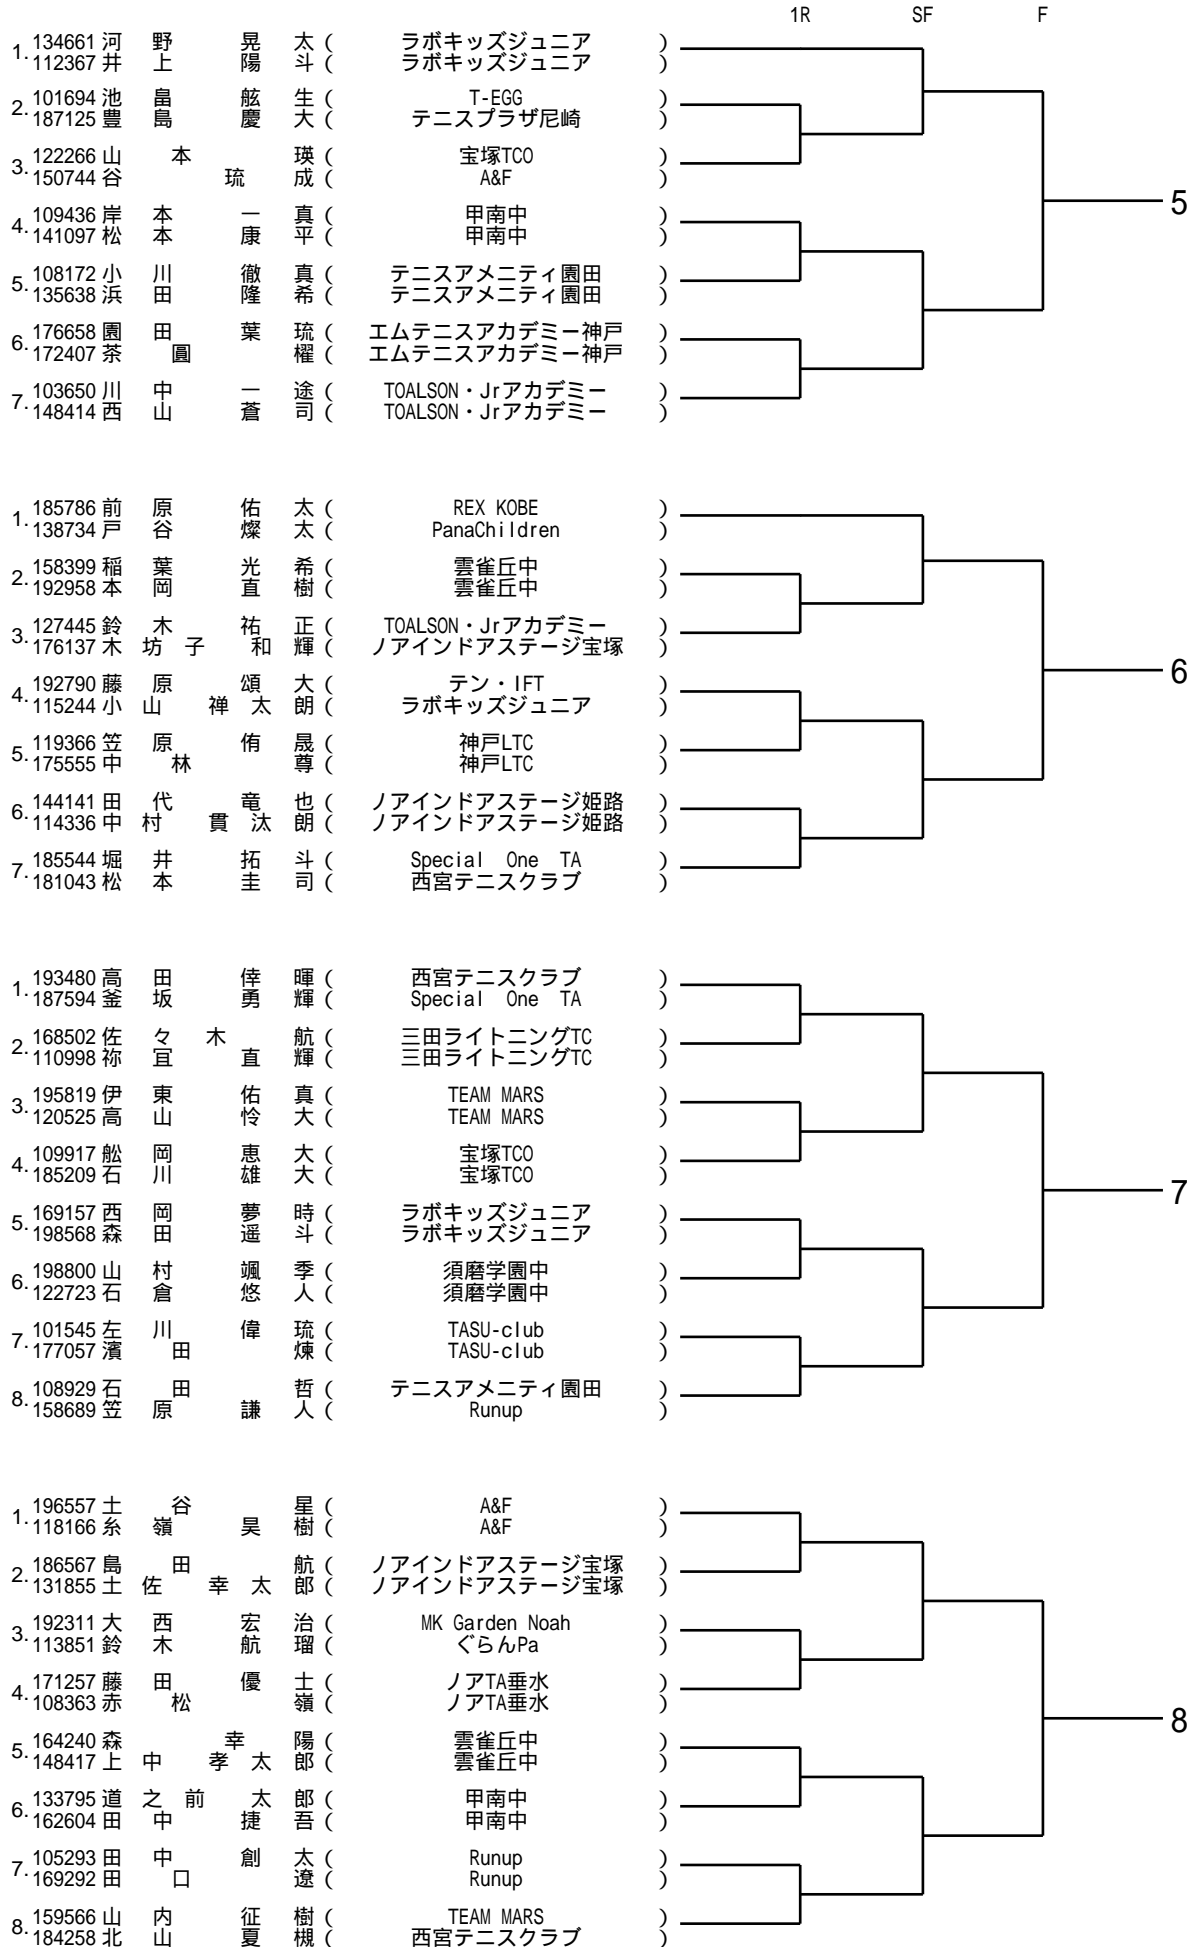 1R SF F
1. 134661 河野 晃太 ( ラボキッズジュニア )
112367 井上 陽斗 ( ラボキッズジュニア )
2. 101694 池畠 舷生 ( T-EGG )
187125 豊島 慶大 ( テニスプラザ尼崎 )
3. 122266 山本 瑛 ( 宝塚TCO )
150744 谷 琉成 ( A&F )
4. 109436 岸本 一真 ( 甲南中 )
141097 松本 康平 ( 甲南中 )
5
5. 108172 小川 徹真 ( テニスアメニティ園田 )
135638 浜田 隆希 ( テニスアメニティ園田 )
6. 176658 園田 葉琉 ( エムテニスアカデミー神戸 )
172407 茶圓 櫂 ( エムテニスアカデミー神戸 )
7. 103650 川中 一途 ( TOALSON・Jrアカデミー )
148414 西山 蒼司 ( TOALSON・Jrアカデミー )
1. 185786 前原 佑太 ( REX KOBE )
138734 戸谷 燦太 ( PanaChildren )
2. 158399 稲葉 光希 ( 雲雀丘中 )
192958 本岡 直樹 ( 雲雀丘中 )
3. 127445 鈴木 祐正 ( TOALSON・Jrアカデミー )
176137 木坊子 和輝 ( ノアインドアステージ宝塚 )
6
4. 192790 藤原 頌大 ( テン・IFT )
115244 小山 禅太朗 ( ラボキッズジュニア )
5. 119366 笠原 侑晟 ( 神戸LTC )
175555 中林 尊 ( 神戸LTC )
6. 144141 田代 竜也 ( ノアインドアステージ姫路 )
114336 中村 貫汰朗 ( ノアインドアステージ姫路 )
7. 185544 堀井 拓斗 ( Special One TA )
181043 松本 圭司 ( 西宮テニスクラブ )
1. 193480 高田 倖暉 ( 西宮テニスクラブ )
187594 釜坂 勇輝 ( Special One TA )
2. 168502 佐々木 航 ( 三田ライトニングTC )
110998 祢冝 直輝 ( 三田ライトニングTC )
3. 195819 伊東 佑真 ( TEAM MARS )
120525 高山 怜大 ( TEAM MARS )
4. 109917 舩岡 恵大 ( 宝塚TCO )
185209 石川 雄大 ( 宝塚TCO )
7
5. 169157 西岡 夢時 ( ラボキッズジュニア )
198568 森田 遥斗 ( ラボキッズジュニア )
6. 198800 山村 颯季 ( 須磨学園中 )
122723 石倉 悠人 ( 須磨学園中 )
7. 101545 左川 偉琉 ( TASU-club )
177057 濱田 煉 ( TASU-club )
8. 108929 石田 哲 ( テニスアメニティ園田 )
158689 笠原 謙人 ( Runup )
1. 196557 土谷 星 ( A&F )
118166 糸嶺 昊樹 ( A&F )
2. 186567 島田 航 ( ノアインドアステージ宝塚 )
131855 土佐 幸太郎 ( ノアインドアステージ宝塚 )
3. 192311 大西 宏治 ( MK Garden Noah )
113851 鈴木 航瑠 ( ぐらんPa )
4. 171257 藤田 優士 ( ノアTA垂水 )
108363 赤松 嶺 ( ノアTA垂水 )
8
5. 164240 森 幸陽 ( 雲雀丘中 )
148417 上中 孝太郎 ( 雲雀丘中 )
6. 133795 道之前 太郎 ( 甲南中 )
162604 田中 捷吾 ( 甲南中 )
7. 105293 田中 創太 ( Runup )
169292 田口 遼 ( Runup )
8. 159566 山内 征樹 ( TEAM MARS )
184258 北山 夏槻 ( 西宮テニスクラブ )